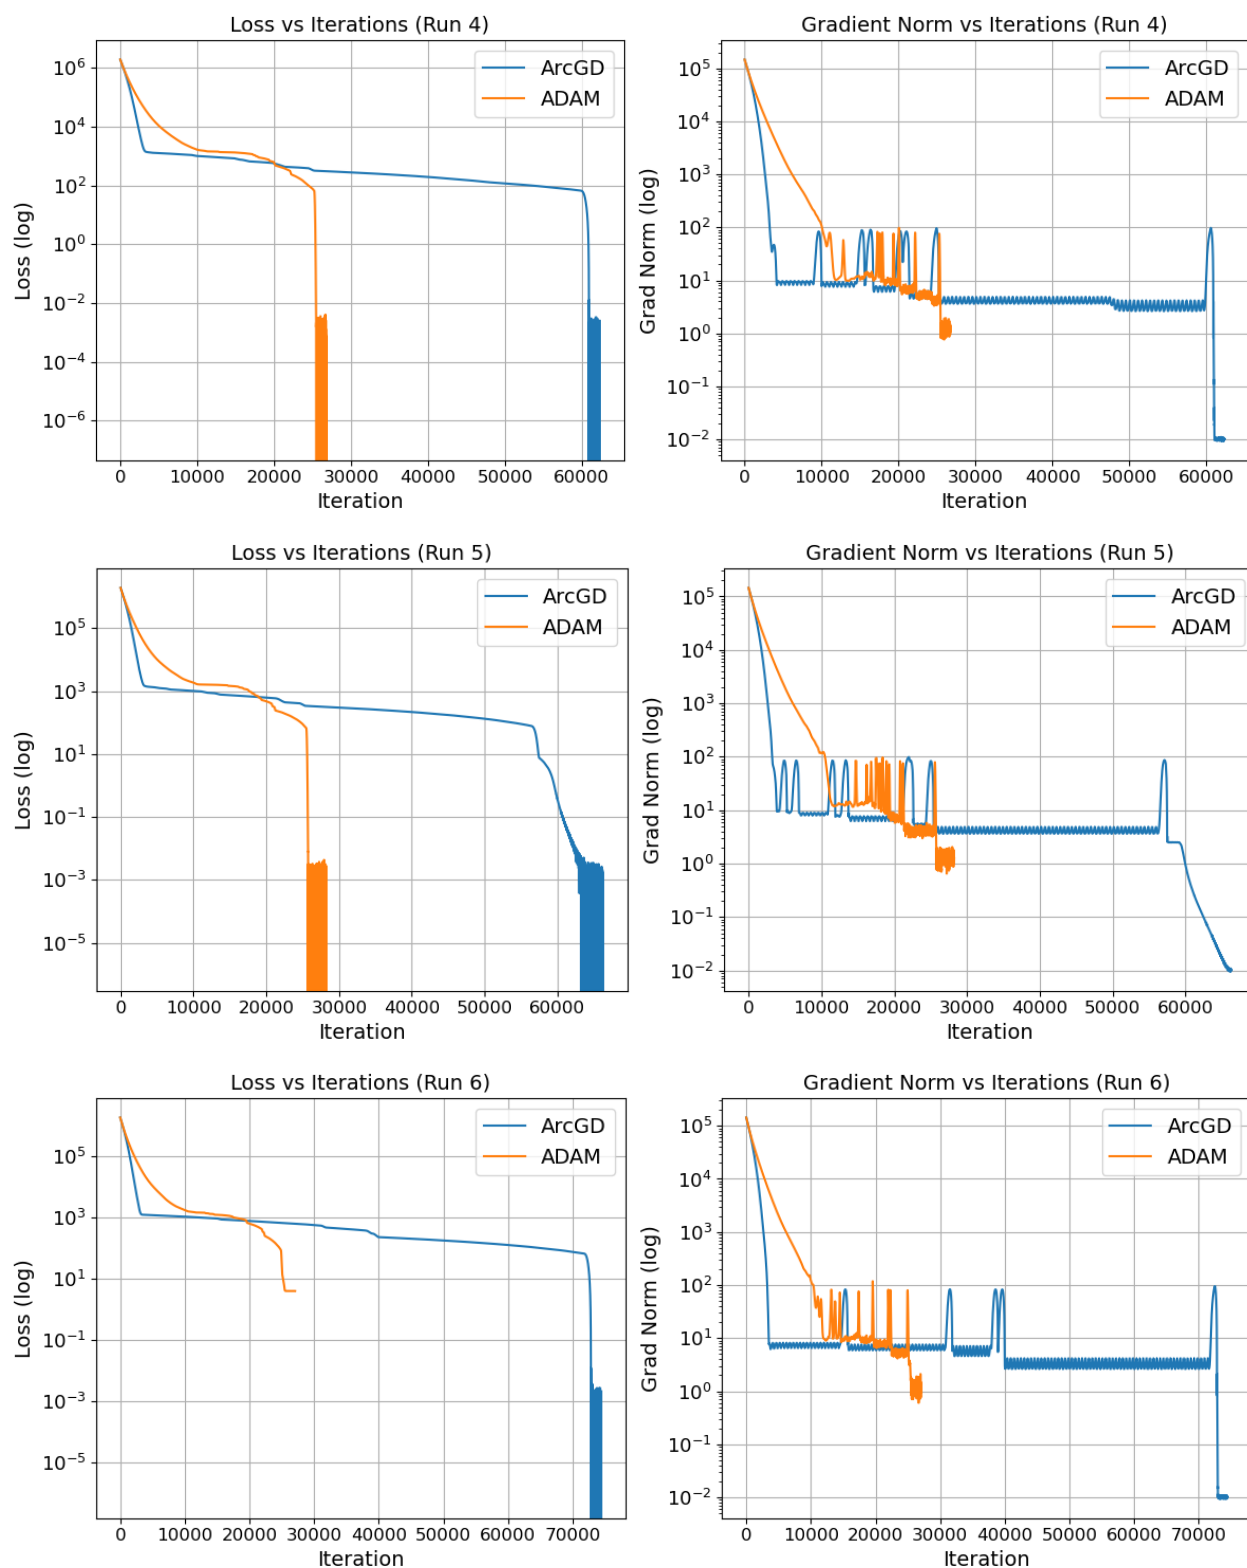 Loss vs Iterations (Run 4)
Loss (log)
10^6
10^4
10^2
10^0
10^-2
10^-4
10^-6
ArcGD
ADAM
0 10000 20000 30000 40000 50000 60000
Iteration
Gradient Norm vs Iterations (Run 4)
Grad Norm (log)
10^5
10^4
10^3
10^2
10^1
10^0
10^-1
10^-2
ArcGD
ADAM
0 10000 20000 30000 40000 50000 60000
Iteration
Loss vs Iterations (Run 5)
Loss (log)
10^5
10^3
10^1
10^-1
10^-3
10^-5
ArcGD
ADAM
0 10000 20000 30000 40000 50000 60000
Iteration
Gradient Norm vs Iterations (Run 5)
Grad Norm (log)
10^5
10^4
10^3
10^2
10^1
10^0
10^-1
10^-2
ArcGD
ADAM
0 10000 20000 30000 40000 50000 60000
Iteration
Loss vs Iterations (Run 6)
Loss (log)
10^5
10^3
10^1
10^-1
10^-3
10^-5
ArcGD
ADAM
0 10000 20000 30000 40000 50000 60000 70000
Iteration
Gradient Norm vs Iterations (Run 6)
Grad Norm (log)
10^5
10^4
10^3
10^2
10^1
10^0
10^-1
10^-2
ArcGD
ADAM
0 10000 20000 30000 40000 50000 60000 70000
Iteration